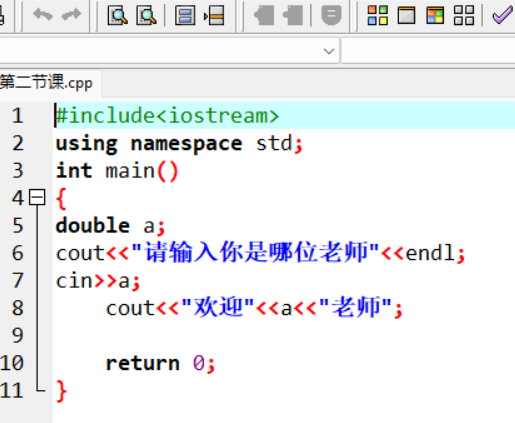 第二节课.cpp
1 #include<iostream>
2 using namespace std;
3 int main()
4 {
5 double a;
6 cout<<"请输入你是哪位老师"<<endl;
7 cin>>a;
8 cout<<"欢迎"<<a<<"老师";
9
10 return 0;
11 }